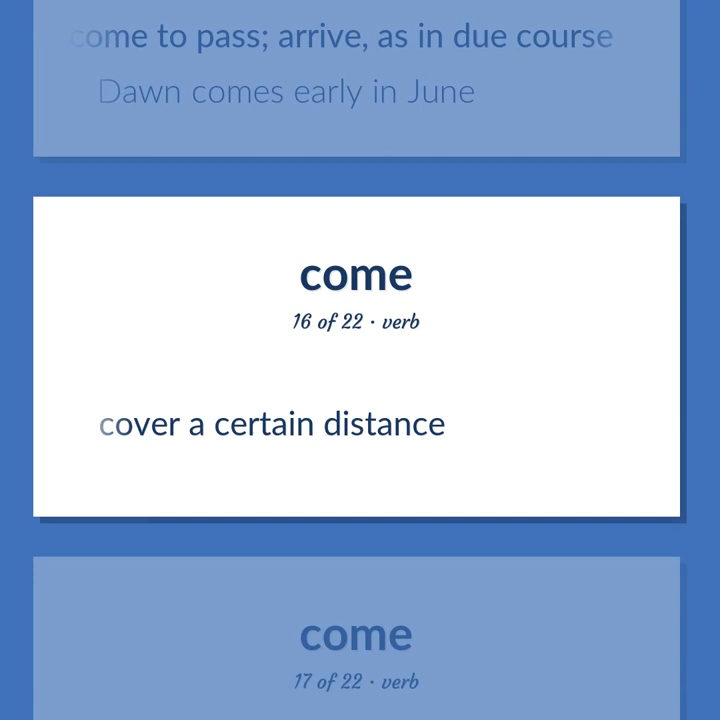 come to pass; arrive, as in due course
Dawn comes early in June
come
16 of 22 · verb
cover a certain distance
come
17 of 22 · verb